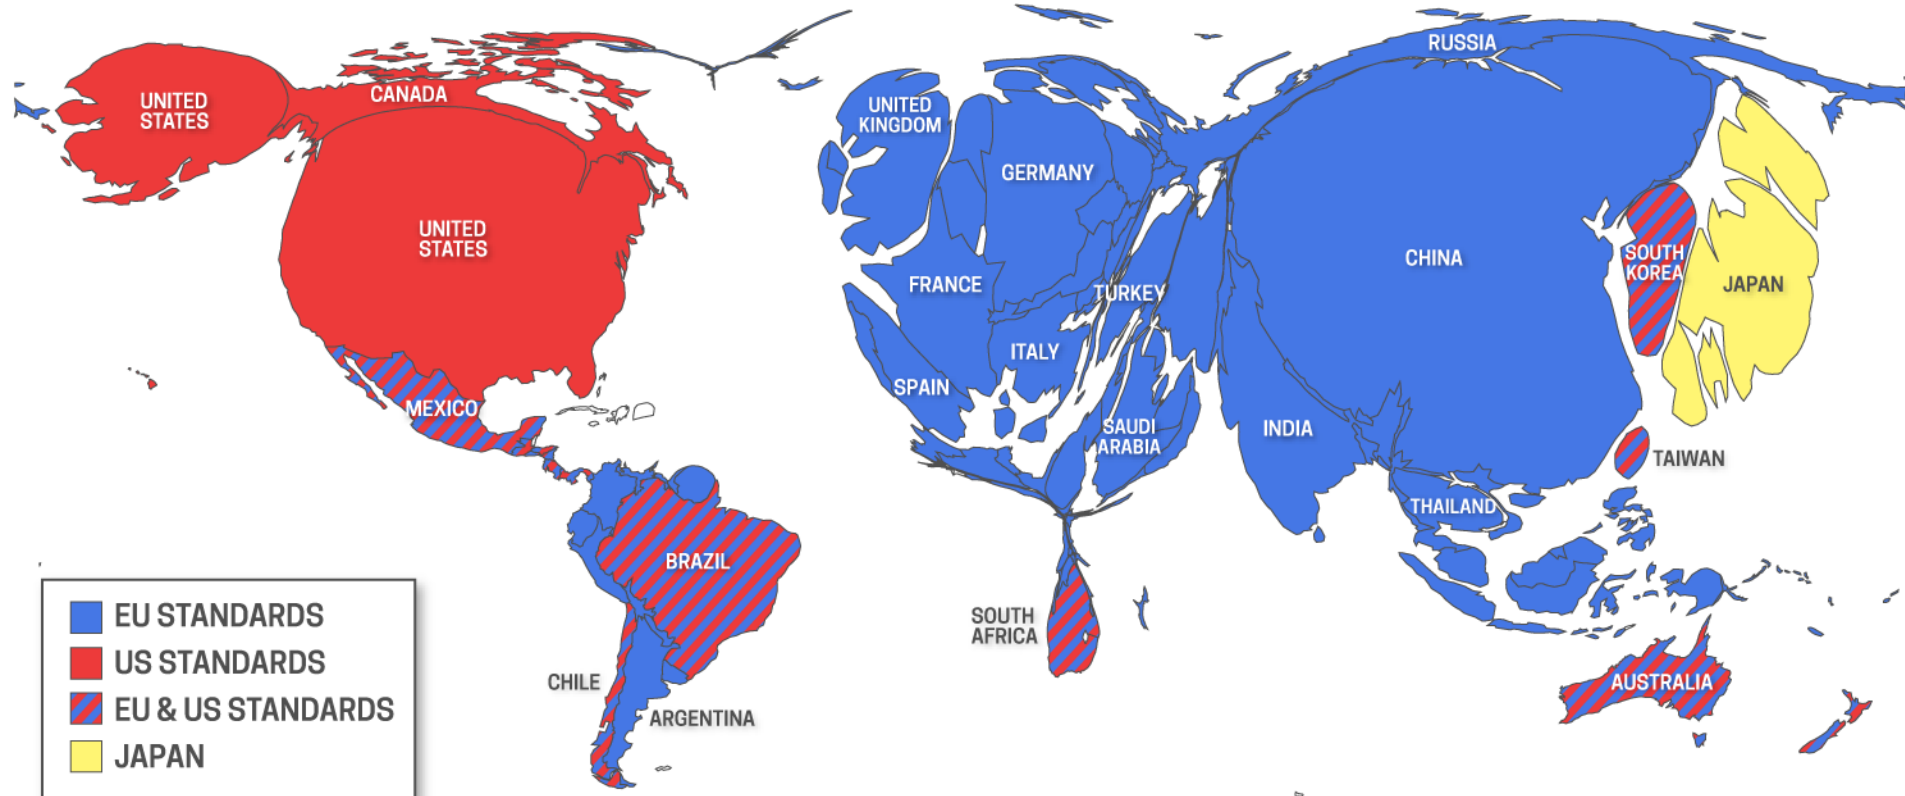 UNITED
STATES
CANADA
UNITED
STATES
MEXICO
BRAZIL
CHILE
ARGENTINA
UNITED
KINGDOM
GERMANY
FRANCE
TURKEY
ITALY
SPAIN
SAUDI
ARABIA
SOUTH
AFRICA
RUSSIA
CHINA
INDIA
SOUTH
KOREA
JAPAN
TAIWAN
THAILAND
AUSTRALIA
EU STANDARDS
US STANDARDS
EU & US STANDARDS
JAPAN